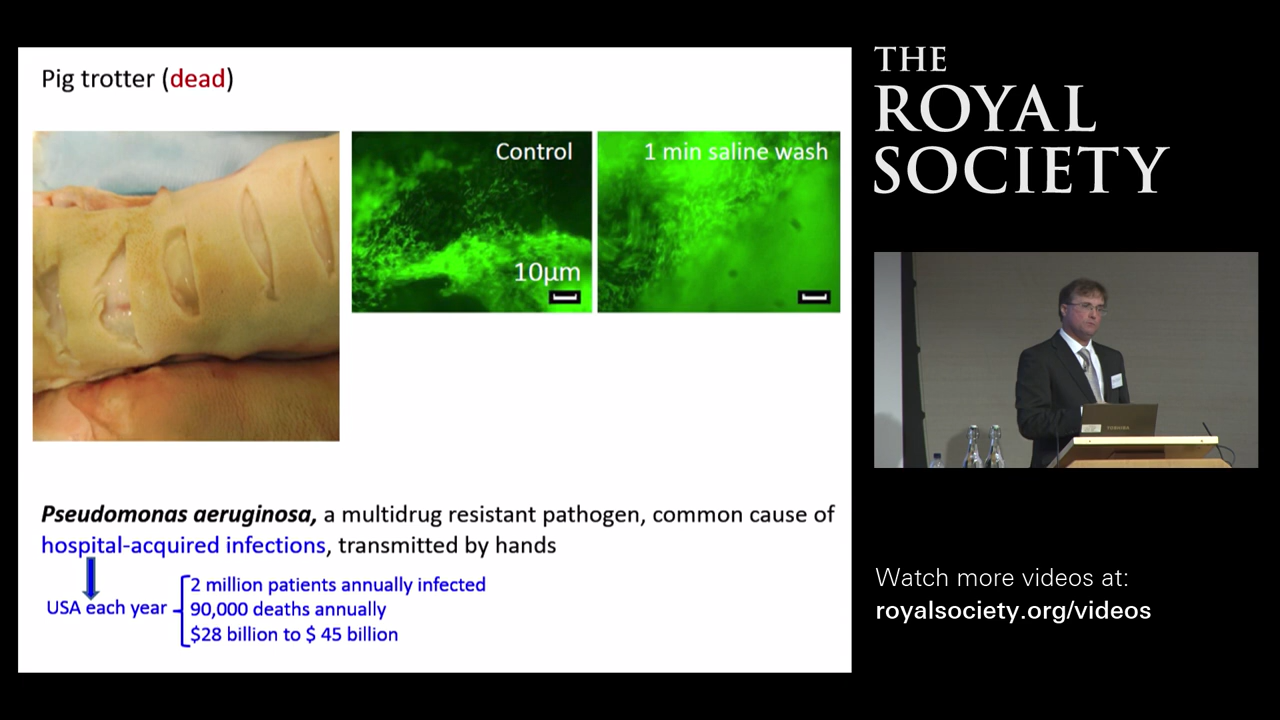 Pig trotter (dead)
Control
1 min saline wash
10µm
Pseudomonas aeruginosa, a multidrug resistant pathogen, common cause of
hospital-acquired infections, transmitted by hands
USA each year
2 million patients annually infected
90,000 deaths annually
$28 billion to $ 45 billion
THE
ROYAL
SOCIETY
TOSHIBA
Watch more videos at:
royalsociety.org/videos